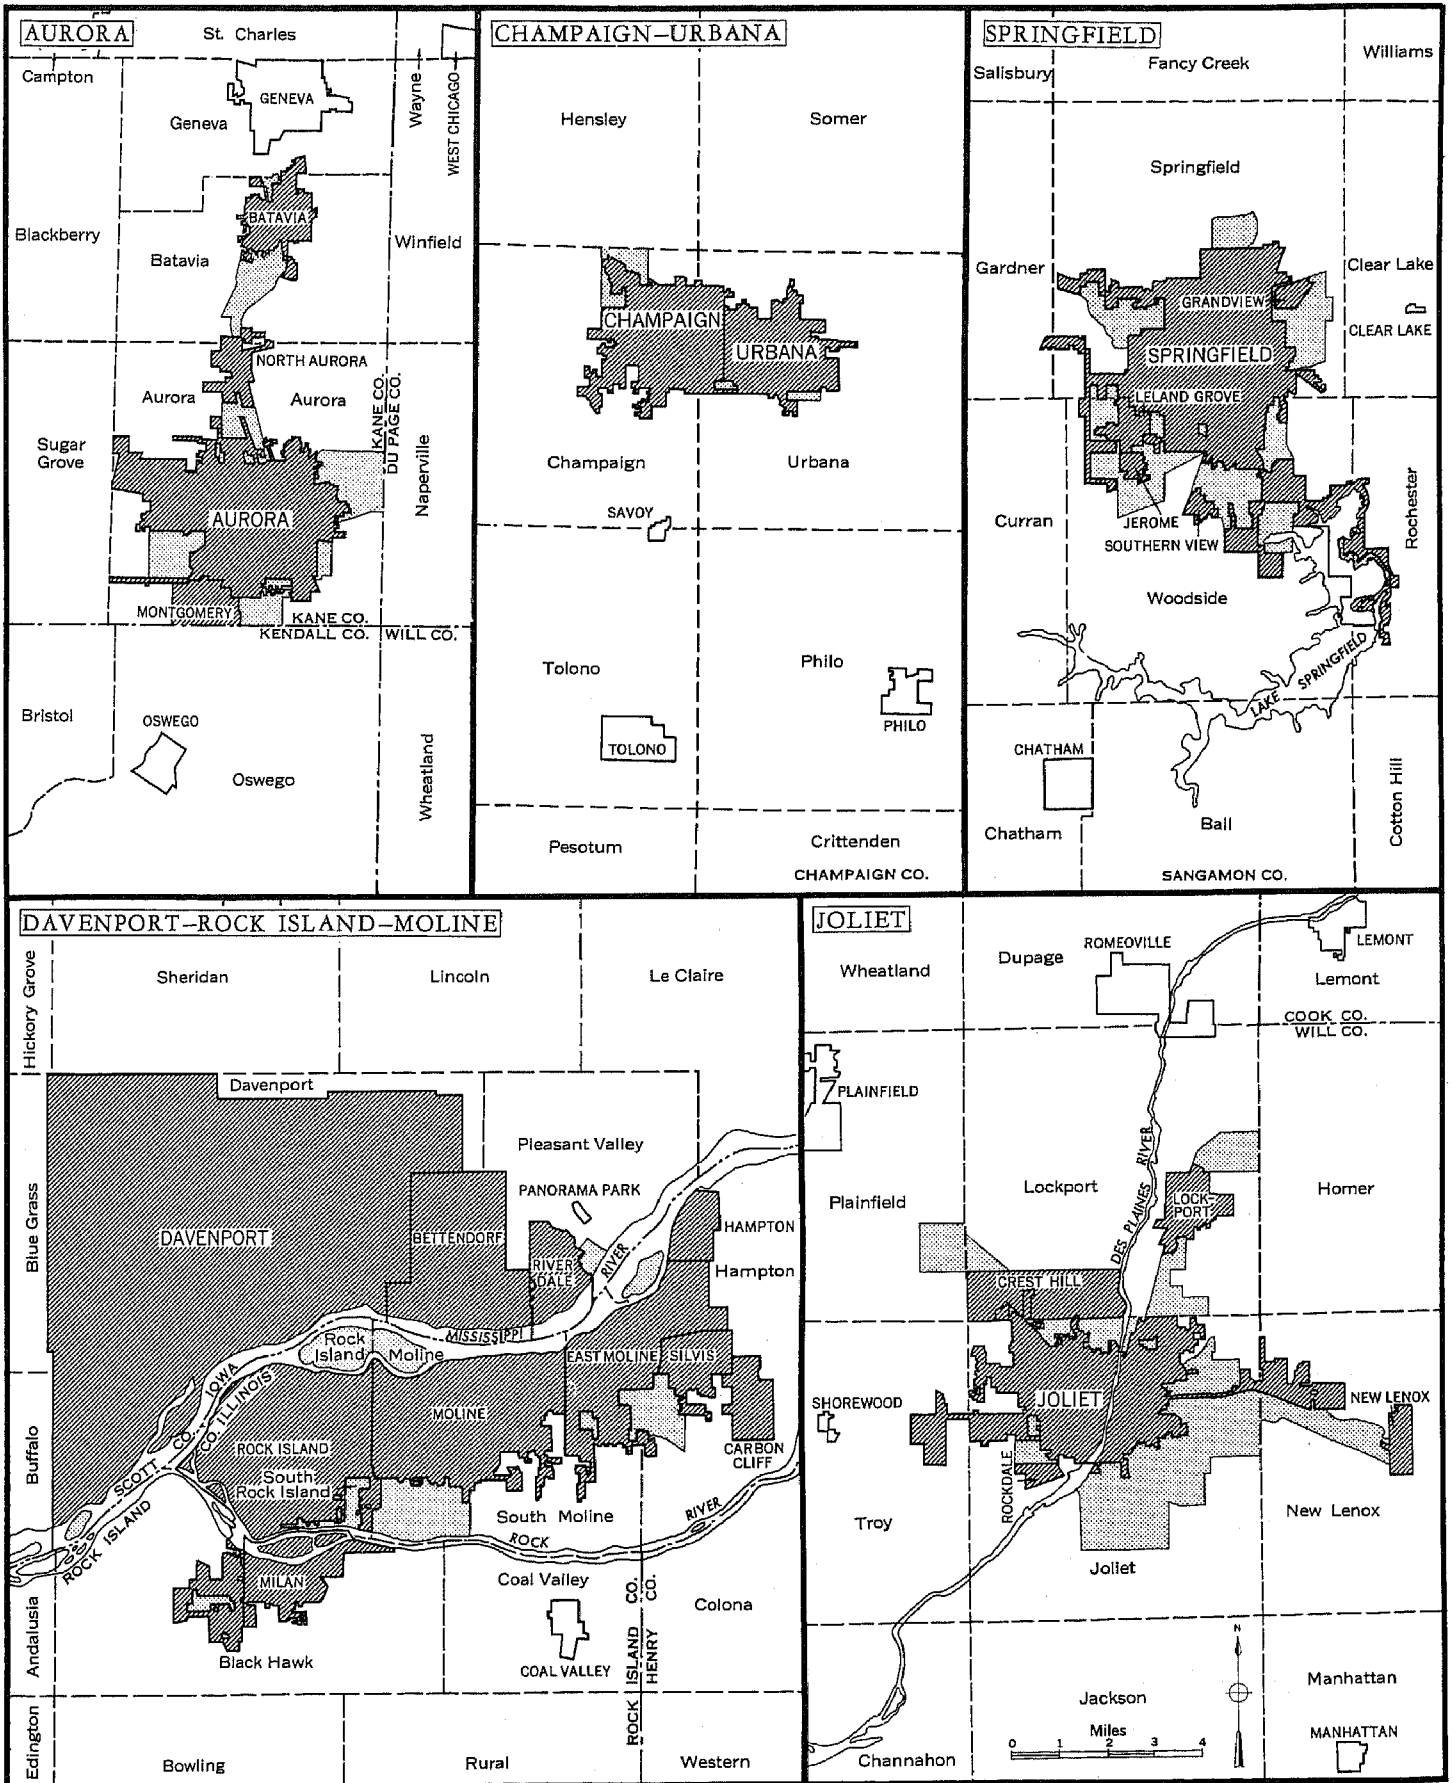 AURORA
St. Charles
Campton
GENEVA
Geneva
Wayne
WEST CHICAGO
BATAVIA
Blackberry
Batavia
Winfield
NORTH AURORA
Aurora
Aurora
KANE CO.
DU PAGE CO.
Sugar
Grove
Naperville
AURORA
MONTGOMERY
KANE CO.
KENDALL CO.
WILL CO.
Bristol
OSWEGO
Oswego
Wheatland
CHAMPAIGN–URBANA
Hensley
Somer
CHAMPAIGN
URBANA
Champaign
Urbana
SAVOY
Tolono
Philo
PHILO
TOLONO
Pesotum
Crittenden
CHAMPAIGN CO.
SPRINGFIELD
Salisbury
Fancy Creek
Williams
Springfield
Gardner
Clear Lake
GRANDVIEW
CLEAR LAKE
SPRINGFIELD
LELAND GROVE
Curran
JEROME
SOUTHERN VIEW
Rochester
Woodside
LAKE SPRINGFIELD
CHATHAM
Chatham
Ball
Cotton Hill
SANGAMON CO.
DAVENPORT–ROCK ISLAND–MOLINE
Hickory Grove
Sheridan
Lincoln
Le Claire
Davenport
Pleasant Valley
PANORAMA PARK
Blue Grass
DAVENPORT
BETTENDORF
RIVER
DALE
RIVER
HAMPTON
Hampton
MISSISSIPPI
Rock
Island
Moline
EAST MOLINE
SILVIS
IOWA
ILLINOIS
SCOTT CO.
ROCK ISLAND CO.
MOLINE
ROCK ISLAND
South
Rock Island
CARBON
CLIFF
Buffalo
South Moline
ROCK
RIVER
MILAN
Coal Valley
Colona
Andalusia
Black Hawk
COAL VALLEY
ROCK ISLAND CO.
HENRY CO.
Edington
Bowling
Rural
Western
JOLIET
Wheatland
Dupage
ROMEOVILLE
LEMONT
Lemont
COOK CO.
WILL CO.
PLAINFIELD
Plainfield
Lockport
DES PLAINES RIVER
LOCK-
PORT
Homer
CREST HILL
SHOREWOOD
JOLIET
NEW LENOX
ROCKDALE
Troy
New Lenox
Joliet
N
Jackson
Manhattan
Miles
0 1 2 3 4
MANHATTAN
Channahon